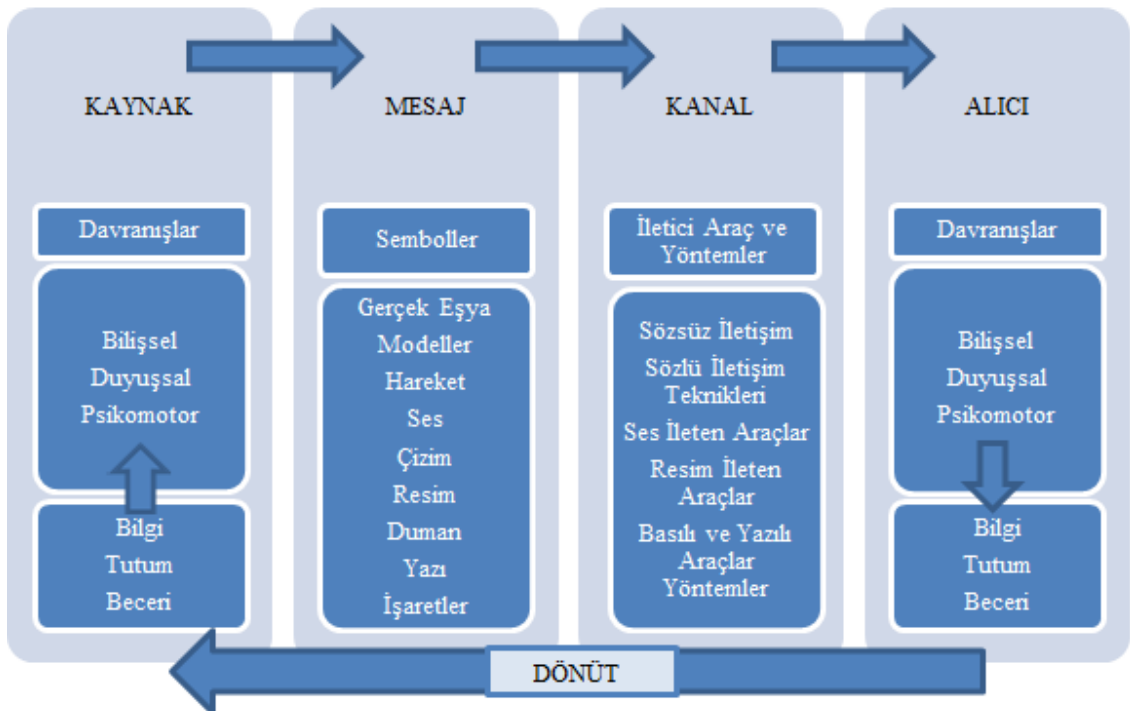 KAYNAK
Davranışlar
Bilişsel
Duyuşsal
Psikomotor
Bilgi
Tutum
Beceri
MESAJ
Semboller
Gerçek Eşya
Modeller
Hareket
Ses
Çizim
Resim
Duman
Yazı
İşaretler
KANAL
İletici Araç ve
Yöntemler
Sözsüz İletişim
Sözlü İletişim
Teknikleri
Ses İleten Araçlar
Resim İleten
Araçlar
Basılı ve Yazılı
Araçlar
Yöntemler
ALICI
Davranışlar
Bilişsel
Duyuşsal
Psikomotor
Bilgi
Tutum
Beceri
DÖNÜT